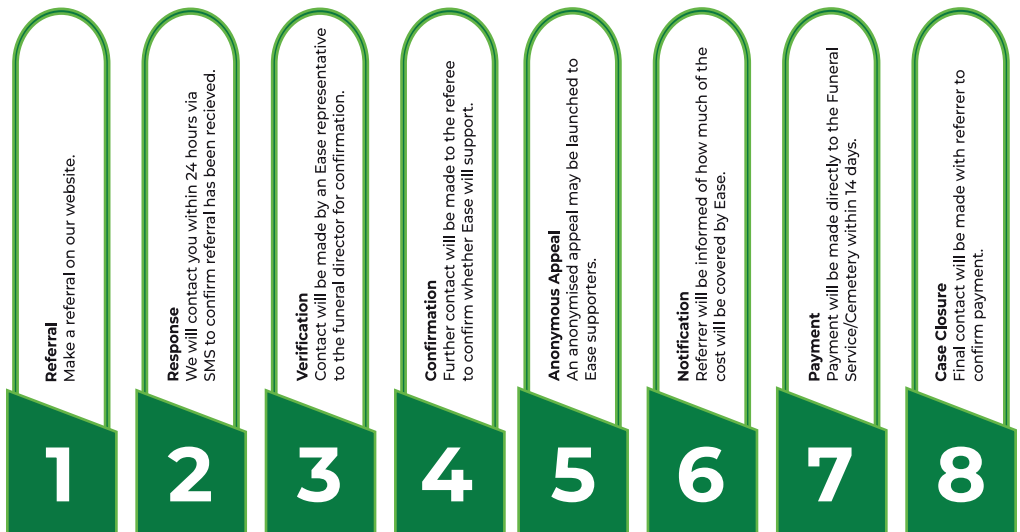 1
Referral
Make a referral on our website.
2
Response
We will contact you within 24 hours via
SMS to confirm referral has been recieved.
3
Verification
Contact will be made by an Ease representative
to the funeral director for confirmation.
4
Confirmation
Further contact will be made to the referee
to confirm whether Ease will support.
5
Anonymous Appeal
An anonymised appeal may be launched to
Ease supporters.
6
Notification
Referrer will be informed of how much of the
cost will be covered by Ease.
7
Payment
Payment will be made directly to the Funeral
Service/Cemetery within 14 days.
8
Case Closure
Final contact will be made with referrer to
confirm payment.